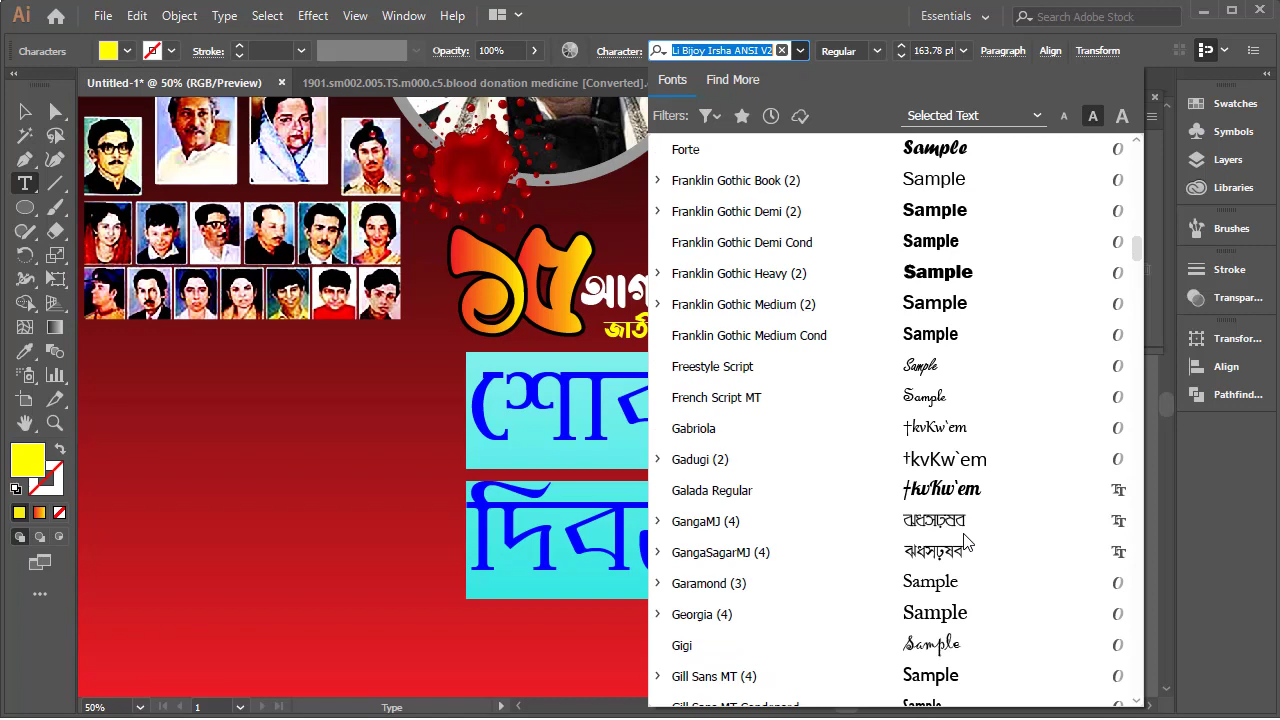 Ai File Edit Object Type Select Effect View Window Help Essentials Search Adobe Stock
Characters Stroke: Opacity: 100% Character: Li Bijoy Irsha ANSI V2 Regular 163.78 pt Paragraph Align Transform
Untitled-1* @ 50% (RGB/Preview) 1901.sm002.005.TS.m000.c5.blood donation medicine [Converted].
Fonts Find More
Filters: Selected Text A A A
Forte Sample
Franklin Gothic Book (2) Sample
Franklin Gothic Demi (2) Sample
Franklin Gothic Demi Cond Sample
Franklin Gothic Heavy (2) Sample
Franklin Gothic Medium (2) Sample
Franklin Gothic Medium Cond Sample
Freestyle Script Sample
French Script MT Sample
Gabriola †kvKw`em
Gadugi (2) †kvKw`em
Galada Regular †kvKw`em
GangaMJ (4)
GangaSagarMJ (4)
Garamond (3) Sample
Georgia (4) Sample
Gigi Sample
Gill Sans MT (4) Sample
Swatches
Symbols
Layers
Libraries
Brushes
Stroke
Transpar...
Transfor...
Align
Pathfind...
১৫
শোক
দিব
50% 1 Type